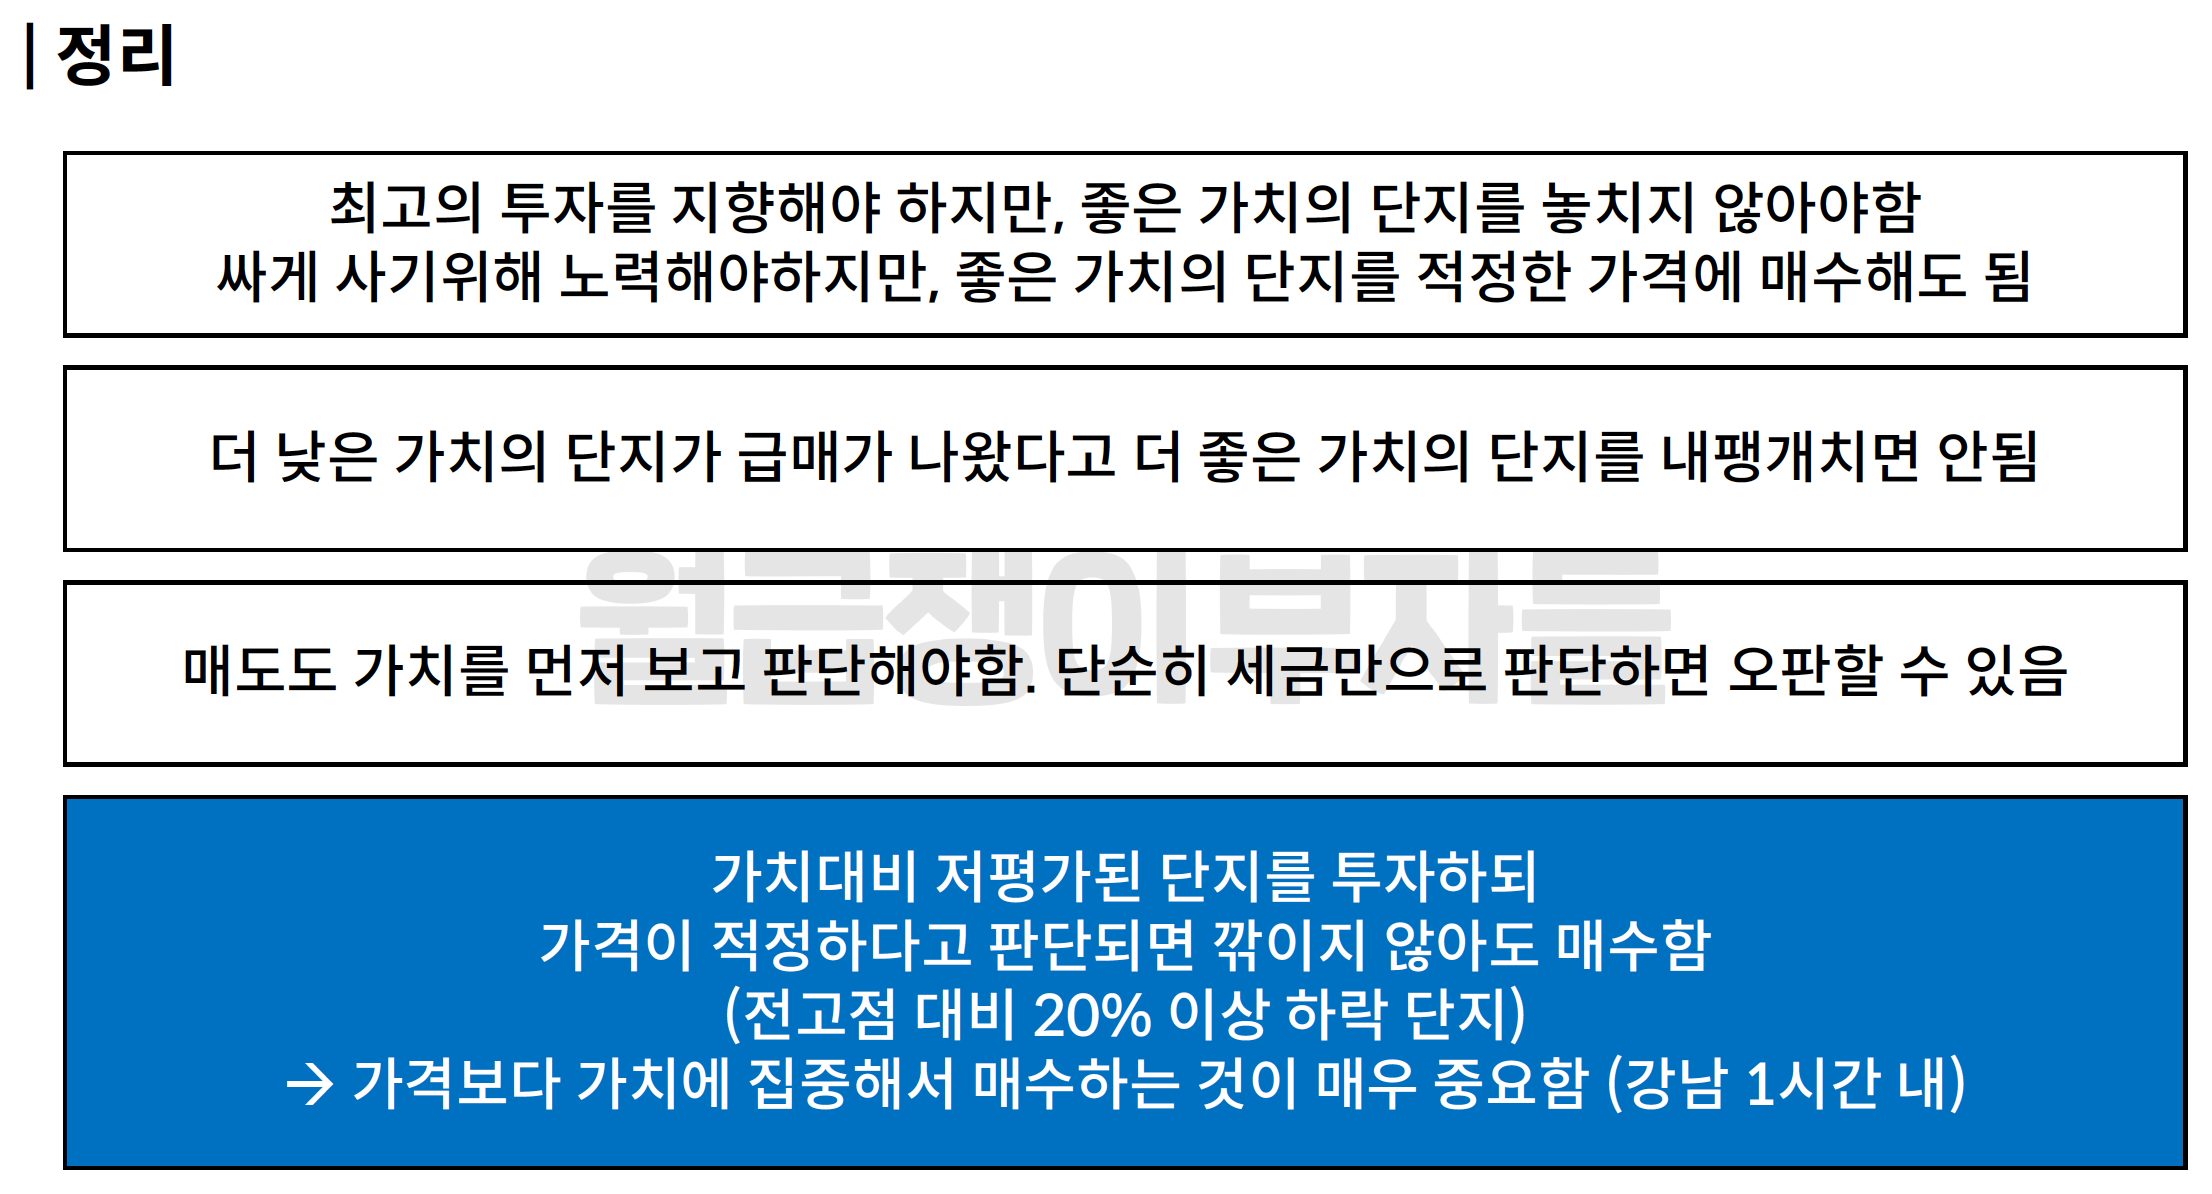 | 정리
최고의 투자를 지향해야 하지만, 좋은 가치의 단지를 놓치지 않아야함
싸게 사기위해 노력해야하지만, 좋은 가치의 단지를 적정한 가격에 매수해도 됨
더 낮은 가치의 단지가 급매가 나왔다고 더 좋은 가치의 단지를 내팽개치면 안됨
월급쟁이부자들
매도도 가치를 먼저 보고 판단해야함. 단순히 세금만으로 판단하면 오판할 수 있음
가치대비 저평가된 단지를 투자하되
가격이 적정하다고 판단되면 깎이지 않아도 매수함
(전고점 대비 20% 이상 하락 단지)
→ 가격보다 가치에 집중해서 매수하는 것이 매우 중요함 (강남 1시간 내)